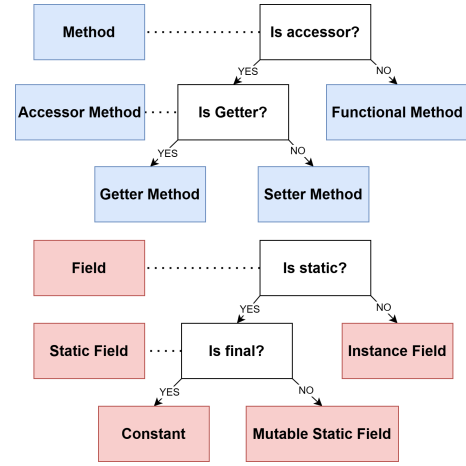 Method
Is accessor?
YES
NO
Accessor Method
Is Getter?
Functional Method
YES
NO
Getter Method
Setter Method
Field
Is static?
YES
NO
Static Field
Is final?
Instance Field
YES
NO
Constant
Mutable Static Field